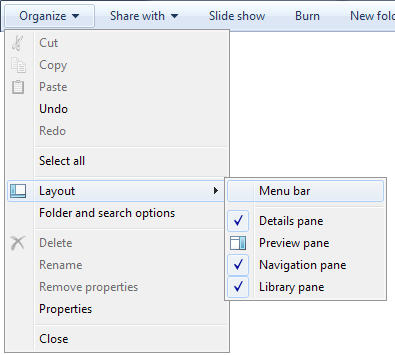 Organize Share with Slide show Burn New fol
Cut
Copy
Paste
Undo
Redo
Select all
Layout
Folder and search options
Delete
Rename
Remove properties
Properties
Close
Menu bar
Details pane
Preview pane
Navigation pane
Library pane